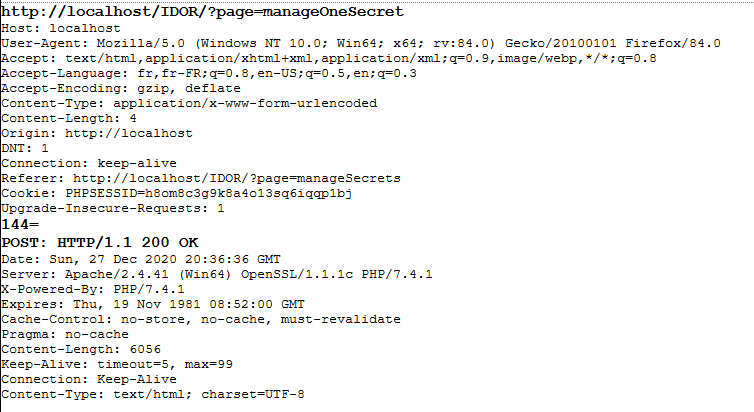 http://localhost/IDOR/?page=manageOneSecret
Host: localhost
User-Agent: Mozilla/5.0 (Windows NT 10.0; Win64; x64; rv:84.0) Gecko/20100101 Firefox/84.0
Accept: text/html,application/xhtml+xml,application/xml;q=0.9,image/webp,*/*;q=0.8
Accept-Language: fr,fr-FR;q=0.8,en-US;q=0.5,en;q=0.3
Accept-Encoding: gzip, deflate
Content-Type: application/x-www-form-urlencoded
Content-Length: 4
Origin: http://localhost
DNT: 1
Connection: keep-alive
Referer: http://localhost/IDOR/?page=manageSecrets
Cookie: PHPSESSID=h8om8c3g9k8a4o13sq6iqqp1bj
Upgrade-Insecure-Requests: 1
144=
POST: HTTP/1.1 200 OK
Date: Sun, 27 Dec 2020 20:36:36 GMT
Server: Apache/2.4.41 (Win64) OpenSSL/1.1.1c PHP/7.4.1
X-Powered-By: PHP/7.4.1
Expires: Thu, 19 Nov 1981 08:52:00 GMT
Cache-Control: no-store, no-cache, must-revalidate
Pragma: no-cache
Content-Length: 6056
Keep-Alive: timeout=5, max=99
Connection: Keep-Alive
Content-Type: text/html; charset=UTF-8